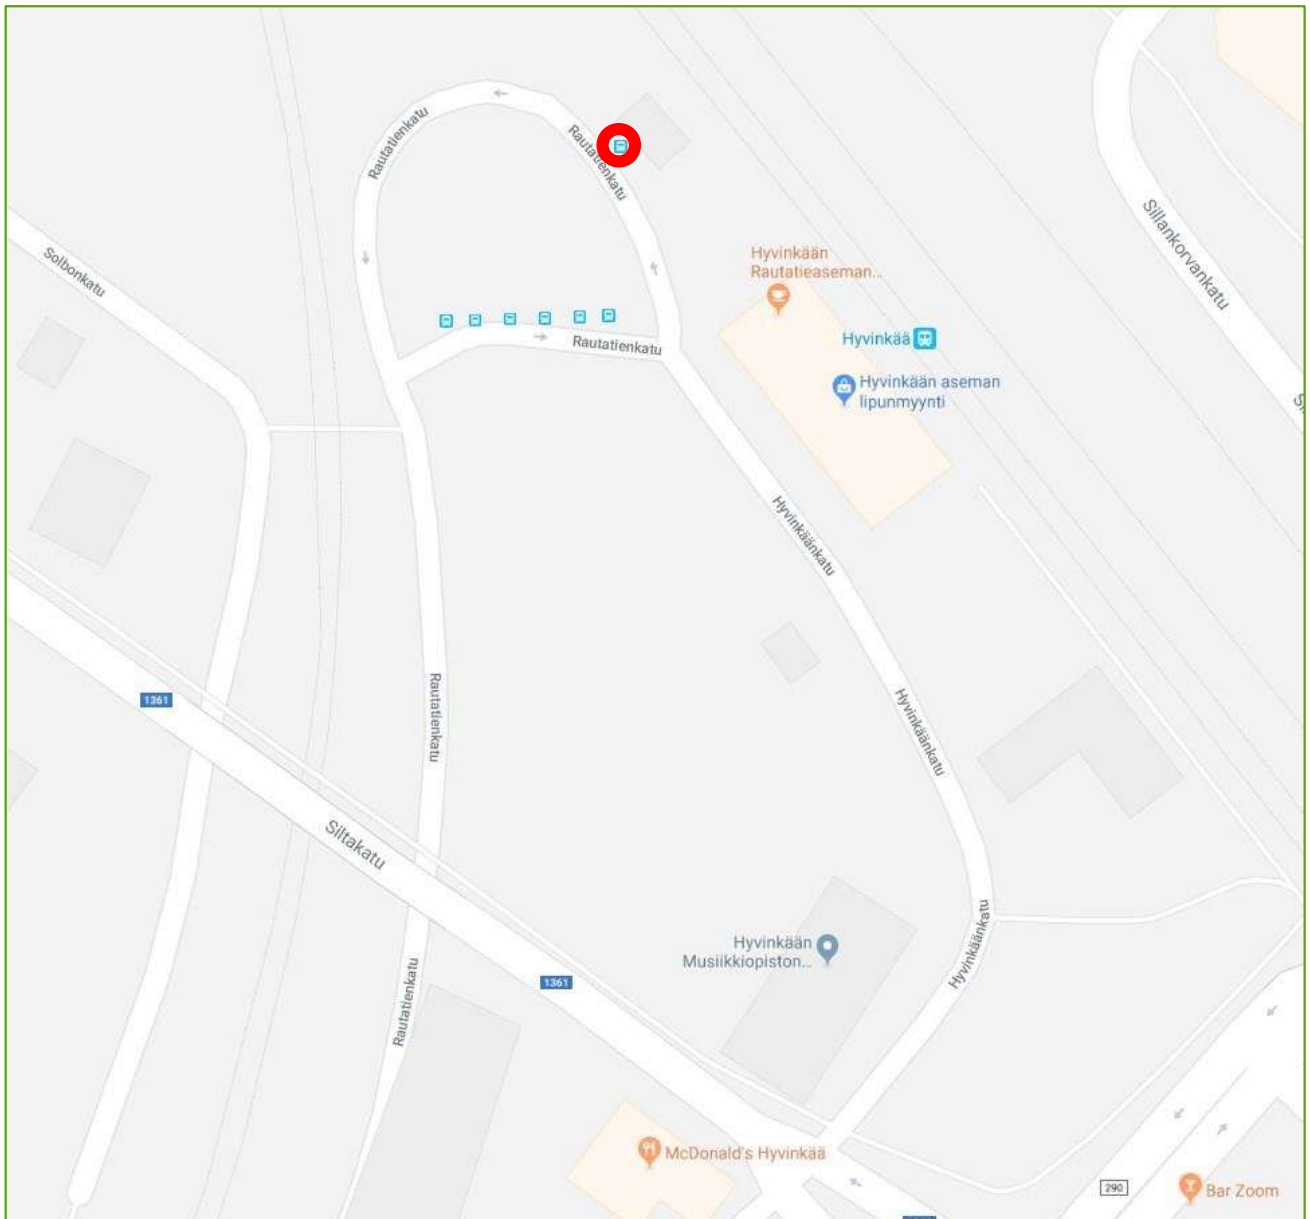 Rautatienkatu
Rautatienkatu
Sillankorvankatu
Solbonkatu
Hyvinkään
Rautatieaseman...
Rautatienkatu
Hyvinkää
Hyvinkään aseman
lipunmyynti
Hyvinkäänkatu
Rautatienkatu
Hyvinkäänkatu
1361
Siltakatu
Hyvinkäänkatu
Hyvinkään
Musiikkiopiston...
1361
Rautatienkatu
McDonald's Hyvinkää
290
Bar Zoom